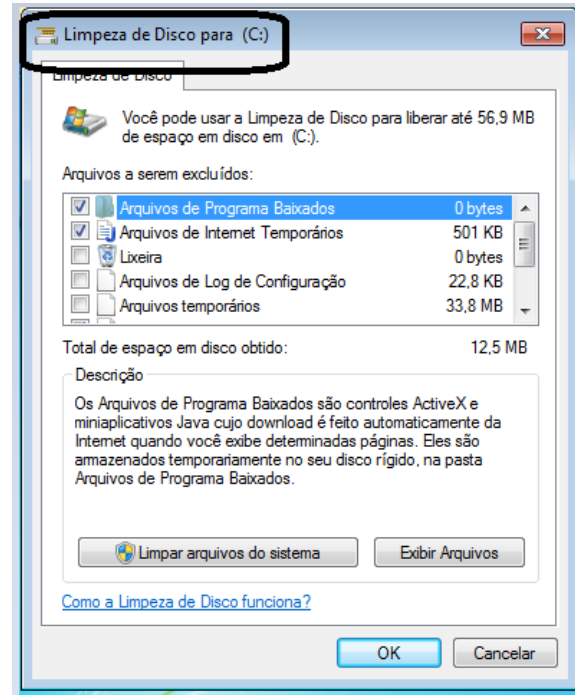 Limpeza de Disco para (C:)
Limpeza de Disco
Você pode usar a Limpeza de Disco para liberar até 56,9 MB
de espaço em disco em (C:).
Arquivos a serem excluídos:
Arquivos de Programa Baixados 0 bytes
Arquivos de Internet Temporários 501 KB
Lixeira 0 bytes
Arquivos de Log de Configuração 22,8 KB
Arquivos temporários 33,8 MB
Total de espaço em disco obtido: 12,5 MB
Descrição
Os Arquivos de Programa Baixados são controles ActiveX e
miniaplicativos Java cujo download é feito automaticamente da
Internet quando você exibe determinadas páginas. Eles são
armazenados temporariamente no seu disco rígido, na pasta
Arquivos de Programa Baixados.
Limpar arquivos do sistema Exibir Arquivos
Como a Limpeza de Disco funciona?
OK Cancelar